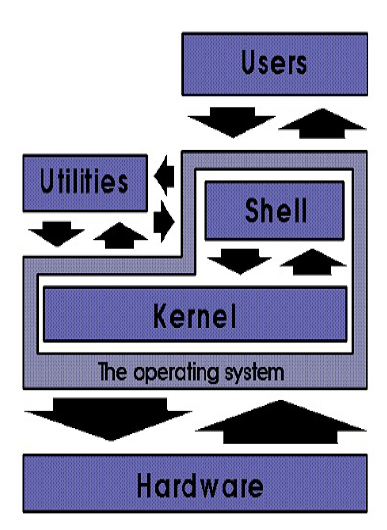 Users
Utilities
Shell
Kernel
The operating system
Hardware